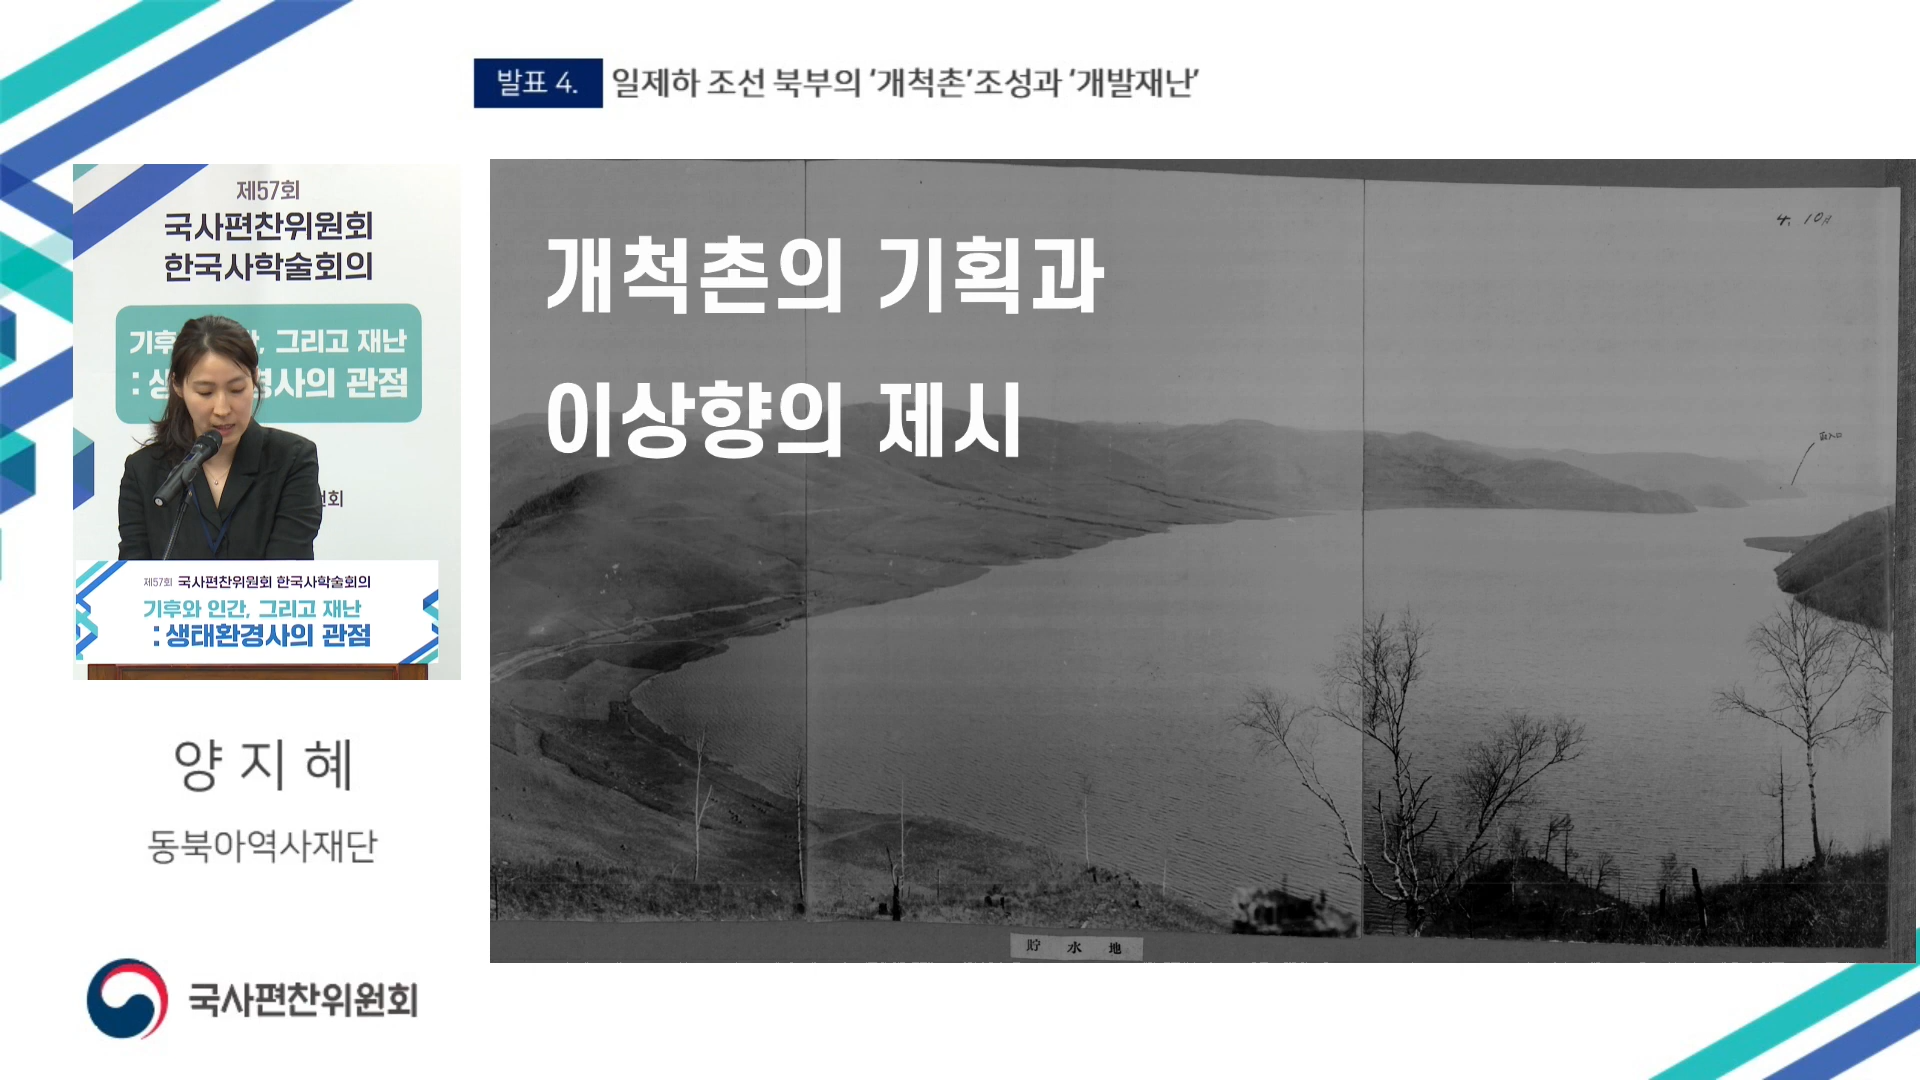 발표 4. 일제하 조선 북부의 ‘개척촌’ 조성과 ‘개발재난’
제57회
국사편찬위원회
한국사학술회의
기후 , 그리고 재난
: 생 경사의 관점
제57회 국사편찬위원회 한국사학술회의
기후와 인간, 그리고 재난
: 생태환경사의 관점
양지혜
동북아역사재단
국사편찬위원회
개척촌의 기획과
이상향의 제시
4. 10
貯 水 地